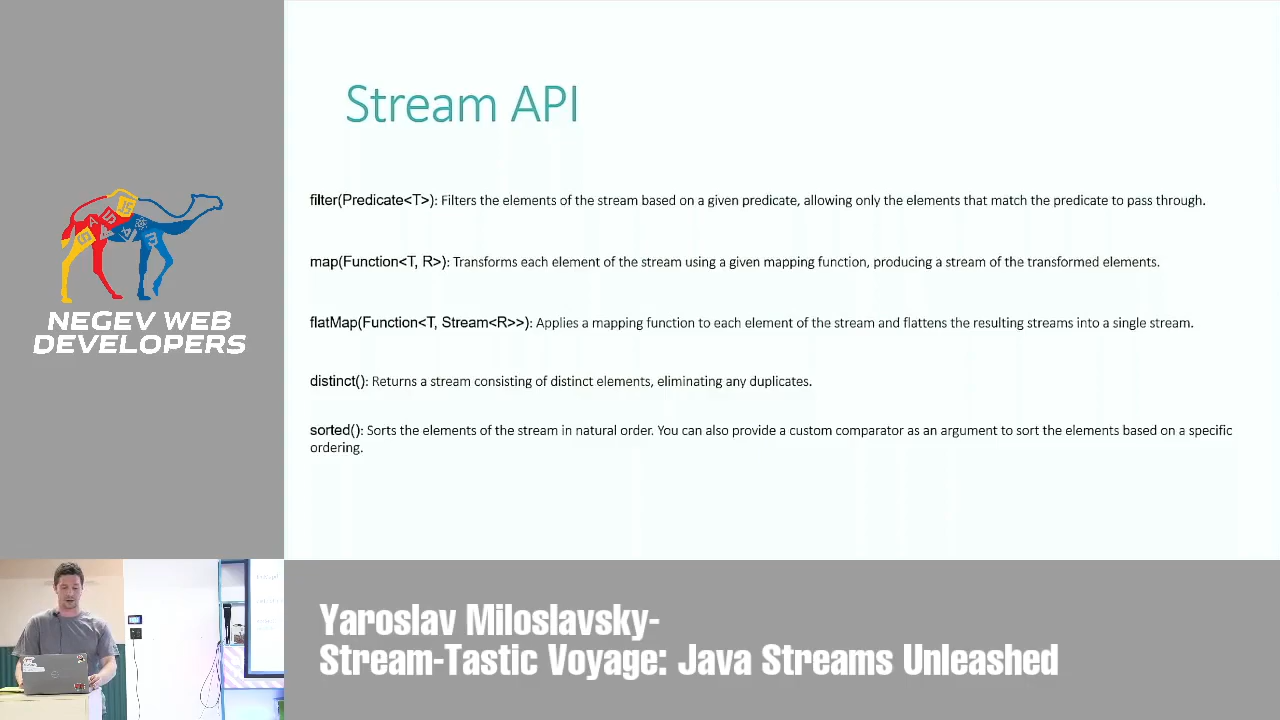 Stream API
filter(Predicate<T>): Filters the elements of the stream based on a given predicate, allowing only the elements that match the predicate to pass through.
map(Function<T, R>): Transforms each element of the stream using a given mapping function, producing a stream of the transformed elements.
flatMap(Function<T, Stream<R>>): Applies a mapping function to each element of the stream and flattens the resulting streams into a single stream.
distinct(): Returns a stream consisting of distinct elements, eliminating any duplicates.
sorted(): Sorts the elements of the stream in natural order. You can also provide a custom comparator as an argument to sort the elements based on a specific
ordering.
NEGEV WEB
DEVELOPERS
Yaroslav Miloslavsky-
Stream-Tastic Voyage: Java Streams Unleashed